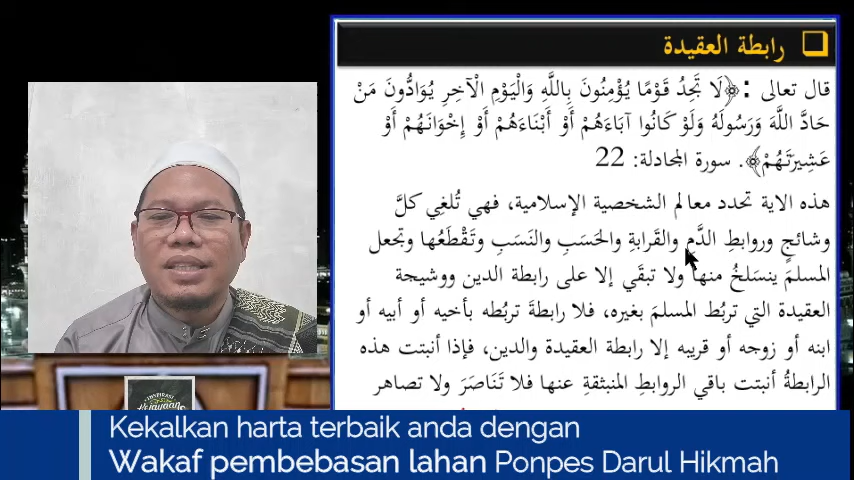 رابطة العقيدة
قال تعالى : ﴿لَا تَجِدُ قَوْمًا يُؤْمِنُونَ بِاللَّهِ وَالْيَوْمِ الْآخِرِ يُوَادُّونَ مَنْ
حَادَّ اللَّهَ وَرَسُولَهُ وَلَوْ كَانُوا آبَاءَهُمْ أَوْ أَبْنَاءَهُمْ أَوْ إِخْوَانَهُمْ أَوْ
عَشِيرَتَهُمْ﴾. سورة المجادلة: 22
هذه الاية تحدد معالم الشخصية الإسلامية، فهي تُلغِي كلَّ
وشائجٍ وروابطِ الدَّمِ والقَرابةِ والحَسَبِ والنَسَبِ وتَقْطَعُها وتجعل
المسلمَ ينسَلخُ منها ولا تبقَي إلا على رابطة الدين ووشيجة
العقيدة التي تربُط المسلمَ بغيره، فلا رابطةَ تربُطه بأخيه أو أبيه أو
ابنه أو زوجه أو قريبه إلا رابطة العقيدة والدين، فإذا أنبتت هذه
الرابطةُ أنبتت باقي الروابطِ المنبثقةِ عنها فلا تَنَاصَرَ ولا تصاهر
INSPIRASI
Kejayaan
Kekalkan harta terbaik anda dengan
Wakaf pembebasan lahan Ponpes Darul Hikmah